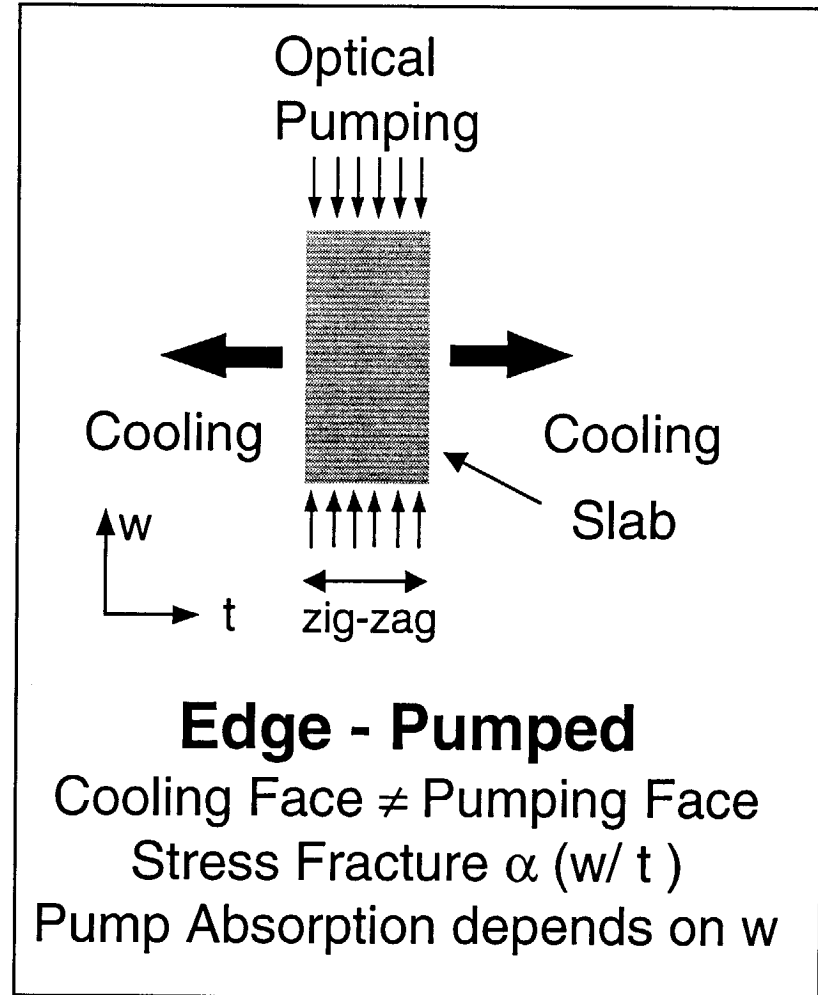 Optical
Pumping
Cooling
Cooling
Slab
w
t
zig-zag
Edge - Pumped
Cooling Face ≠ Pumping Face
Stress Fracture α (w/ t )
Pump Absorption depends on w